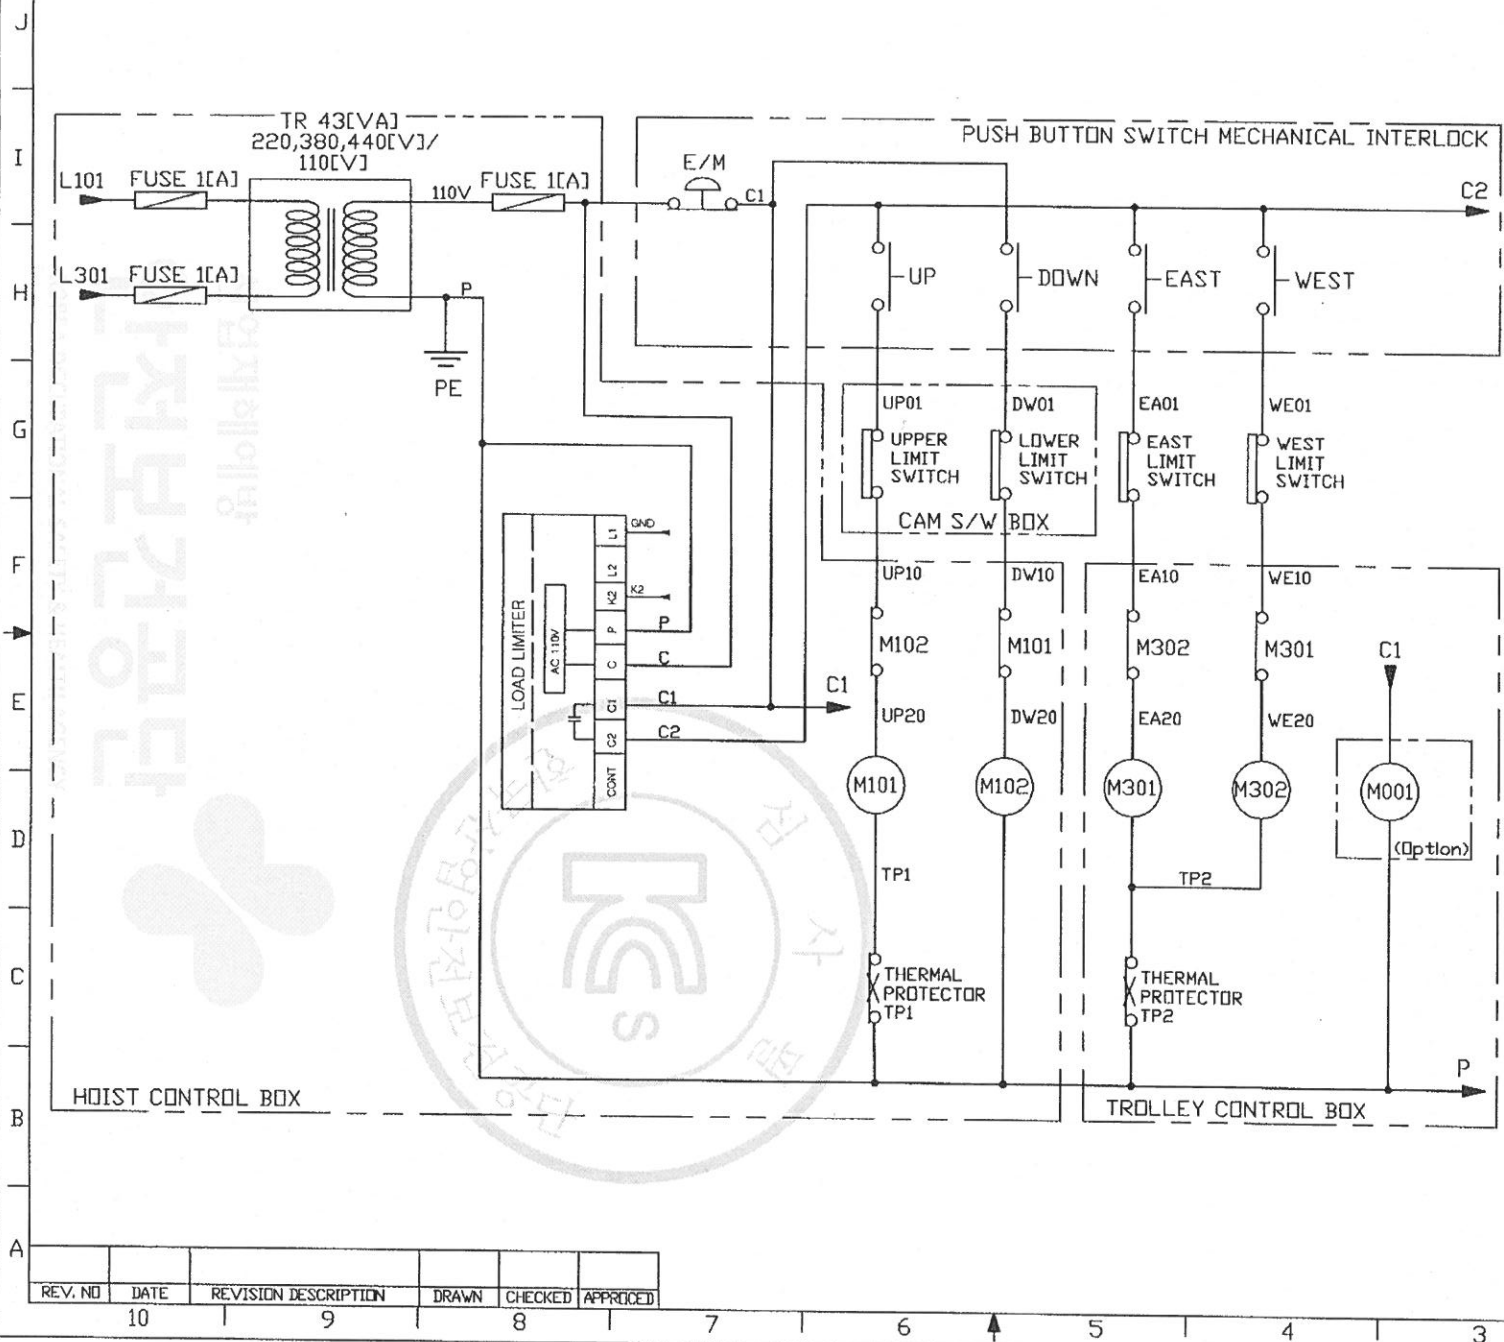 J
I
H
G
F
E
D
C
B
A
TR 43[VA]
220,380,440[V]/
110[V]
L101
FUSE 1[A]
110V
FUSE 1[A]
L301
FUSE 1[A]
P
PE
E/M
C1
PUSH BUTTON SWITCH MECHANICAL INTERLOCK
C2
UP
DOWN
EAST
WEST
UP01
DW01
EA01
WE01
UPPER
LIMIT
SWITCH
LOWER
LIMIT
SWITCH
EAST
LIMIT
SWITCH
WEST
LIMIT
SWITCH
CAM S/W BOX
LOAD LIMITER
AC 110V
L1
L2
K2
P
C
C1
C2
CONT
GND
K2
P
C
C1
C2
C1
UP10
DW10
EA10
WE10
M102
M101
M302
M301
C1
UP20
DW20
EA20
WE20
M101
M102
M301
M302
M001
(Option)
TP1
TP2
THERMAL
PROTECTOR
TP1
THERMAL
PROTECTOR
TP2
P
HOIST CONTROL BOX
TROLLEY CONTROL BOX
심
사
필
KCs
REV. NO
DATE
REVISION DESCRIPTION
DRAWN
CHECKED
APPROCED
10
9
8
7
6
5
4
3